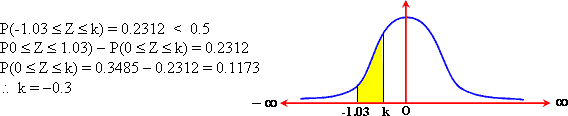 P(-1.03 ≤ Z ≤ k) = 0.2312 < 0.5
P0 ≤ Z ≤ 1.03) – P(0 ≤ Z ≤ k) = 0.2312
P(0 ≤ Z ≤ k) = 0.3485 – 0.2312 = 0.1173
∴ k = –0.3
– ∞ ∞
-1.03 k O